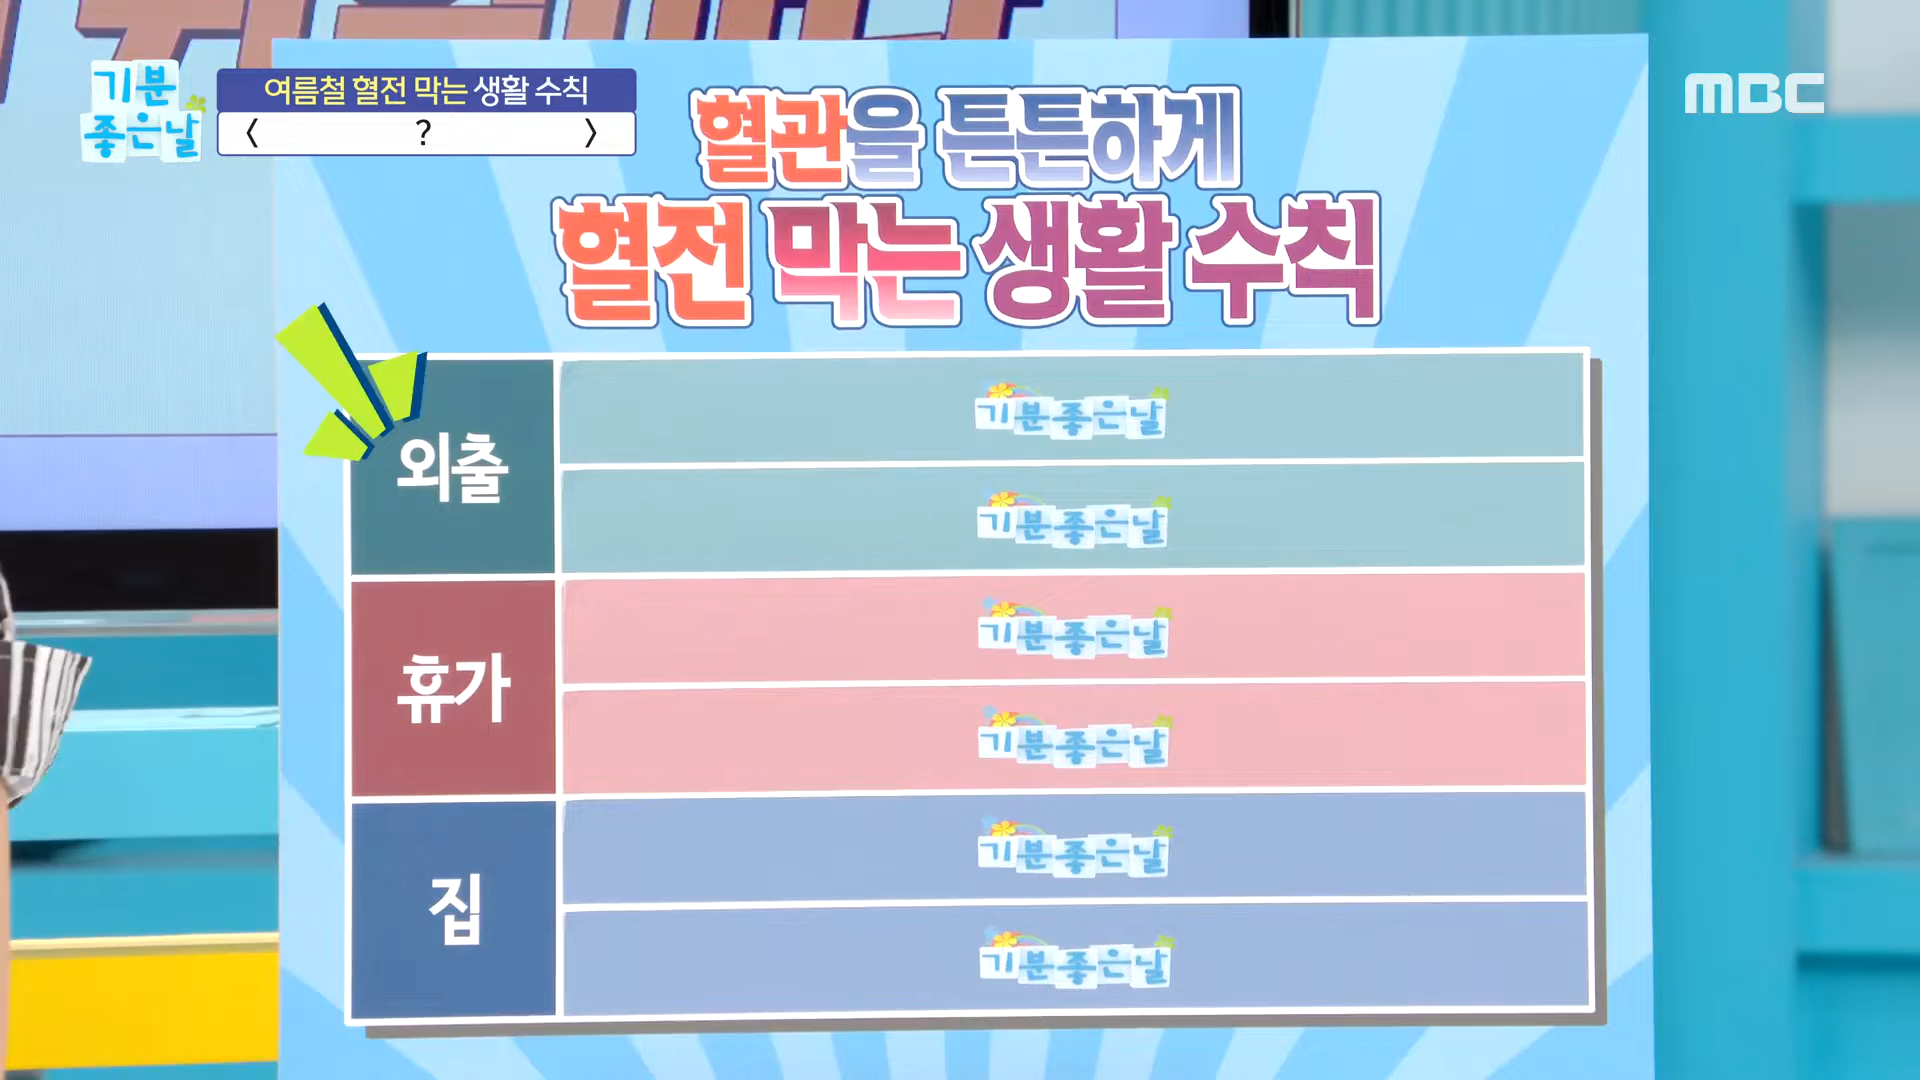 기분
좋은날
여름철 혈전 막는 생활 수칙
〈 ? 〉
MBC
혈관을 튼튼하게
혈전 막는 생활 수칙
외출
기분좋은날
기분좋은날
휴가
기분좋은날
기분좋은날
집
기분좋은날
기분좋은날